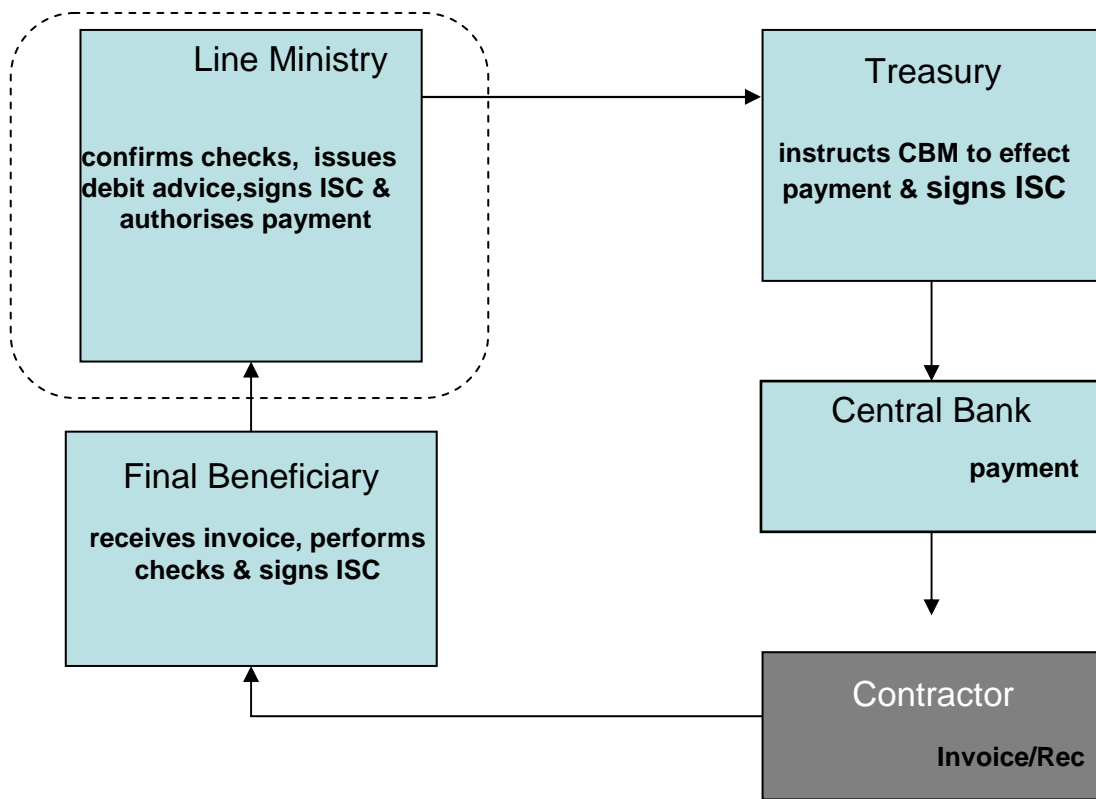 Line Ministry
confirms checks, issues
debit advice,signs ISC &
authorises payment
Treasury
instructs CBM to effect
payment & signs ISC
Central Bank
payment
Final Beneficiary
receives invoice, performs
checks & signs ISC
Contractor
Invoice/Rec